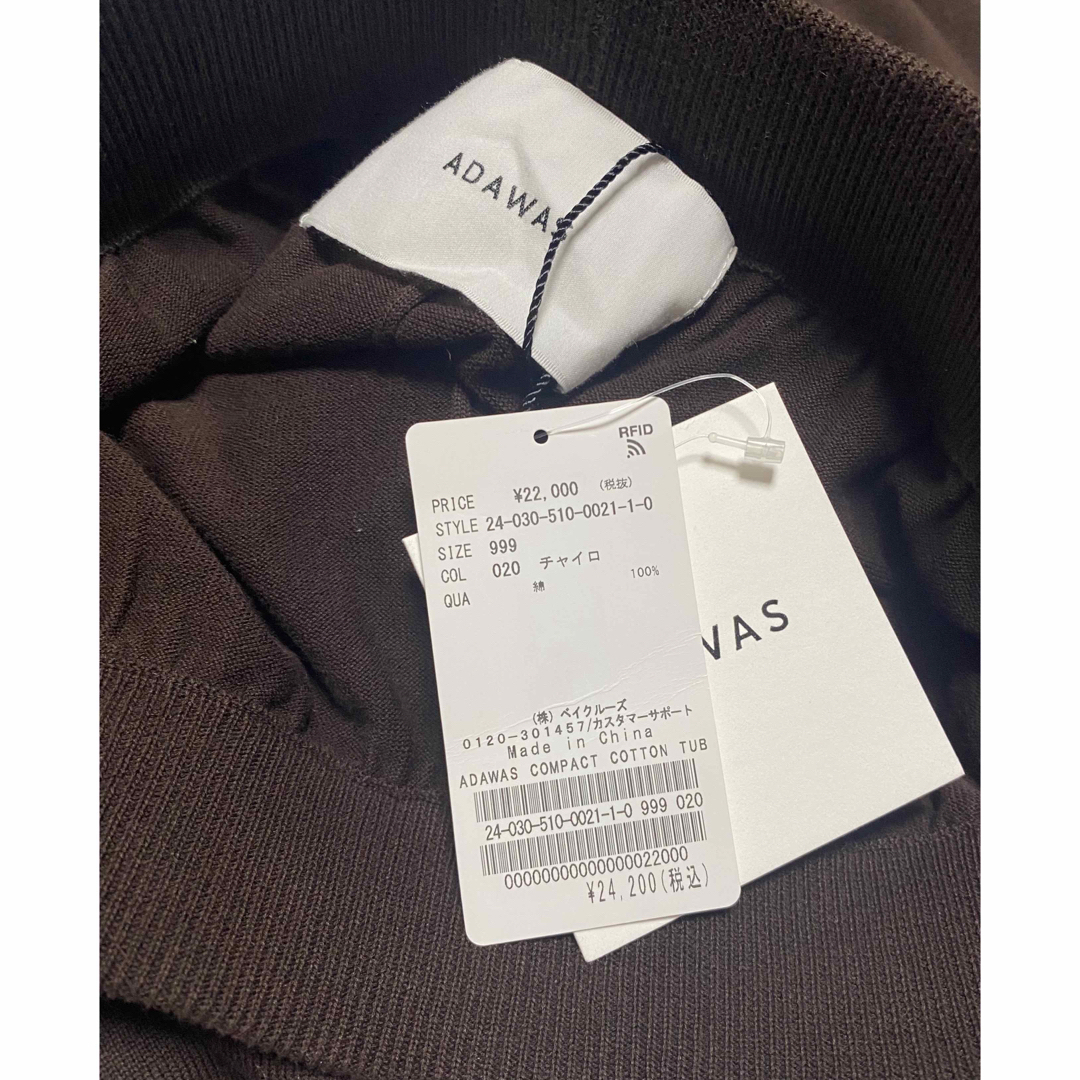 ADAWAS
RFID
PRICE ¥22,000 (税抜)
STYLE 24-030-510-0021-1-0
SIZE 999
COL 020 チャイロ
QUA 綿 100%
(株) ベイクルーズ
0120-301457/カスタマーサポート
Made in China
ADAWAS COMPACT COTTON TUB
24-030-510-0021-1-0 999 020
00000000000000022000
¥24,200(税込)
WAS